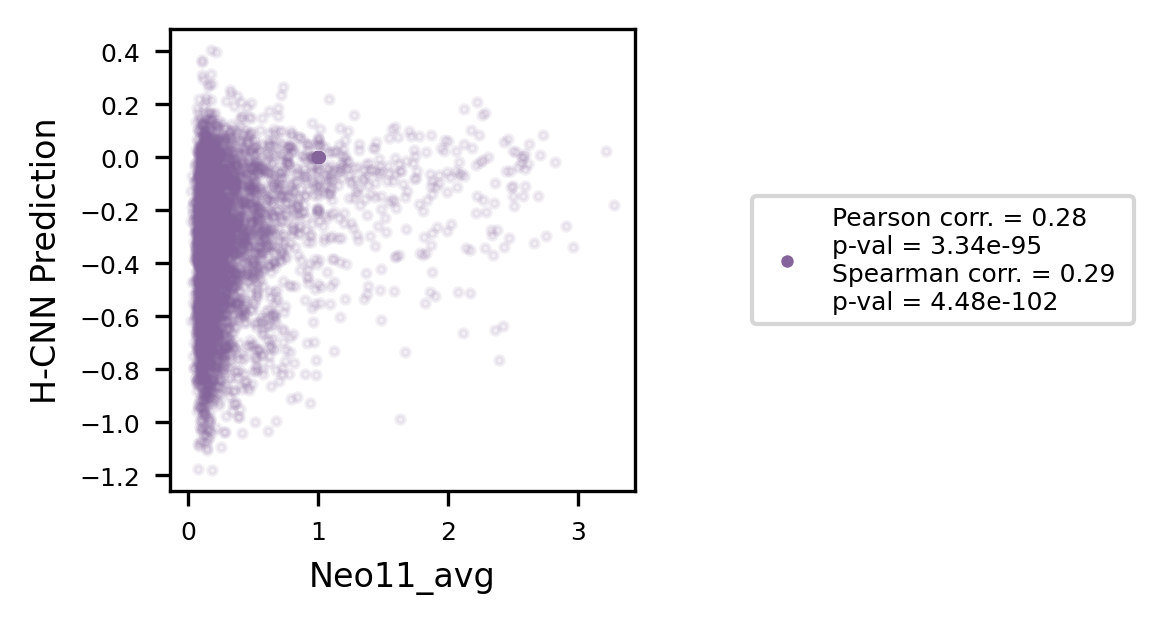 0.4
0.2
0.0
−0.2
−0.4
−0.6
−0.8
−1.0
−1.2
H-CNN Prediction
0 1 2 3
Neo11_avg
Pearson corr. = 0.28
p-val = 3.34e-95
Spearman corr. = 0.29
p-val = 4.48e-102